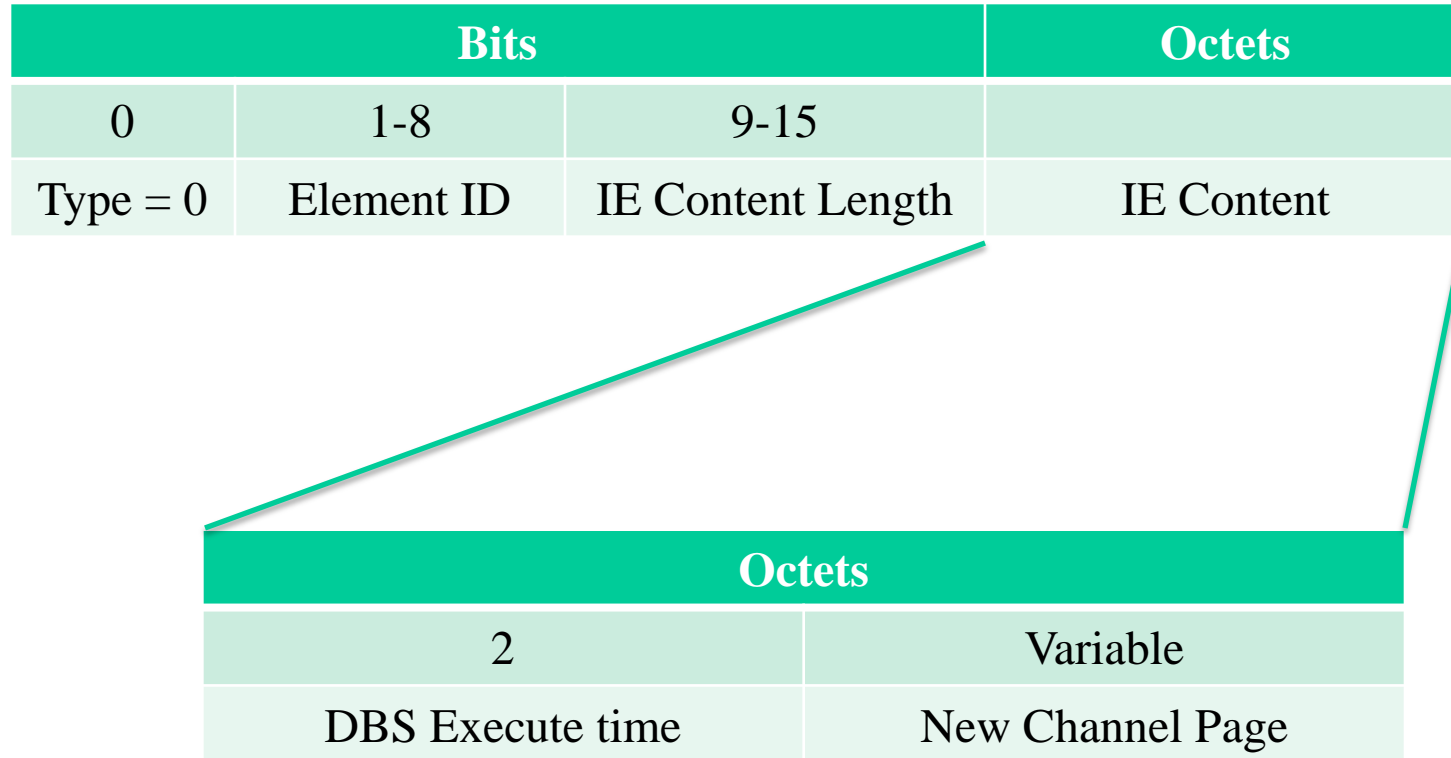 Bits Octets
0 1-8 9-15
Type = 0 Element ID IE Content Length IE Content
Octets
2 Variable
DBS Execute time New Channel Page